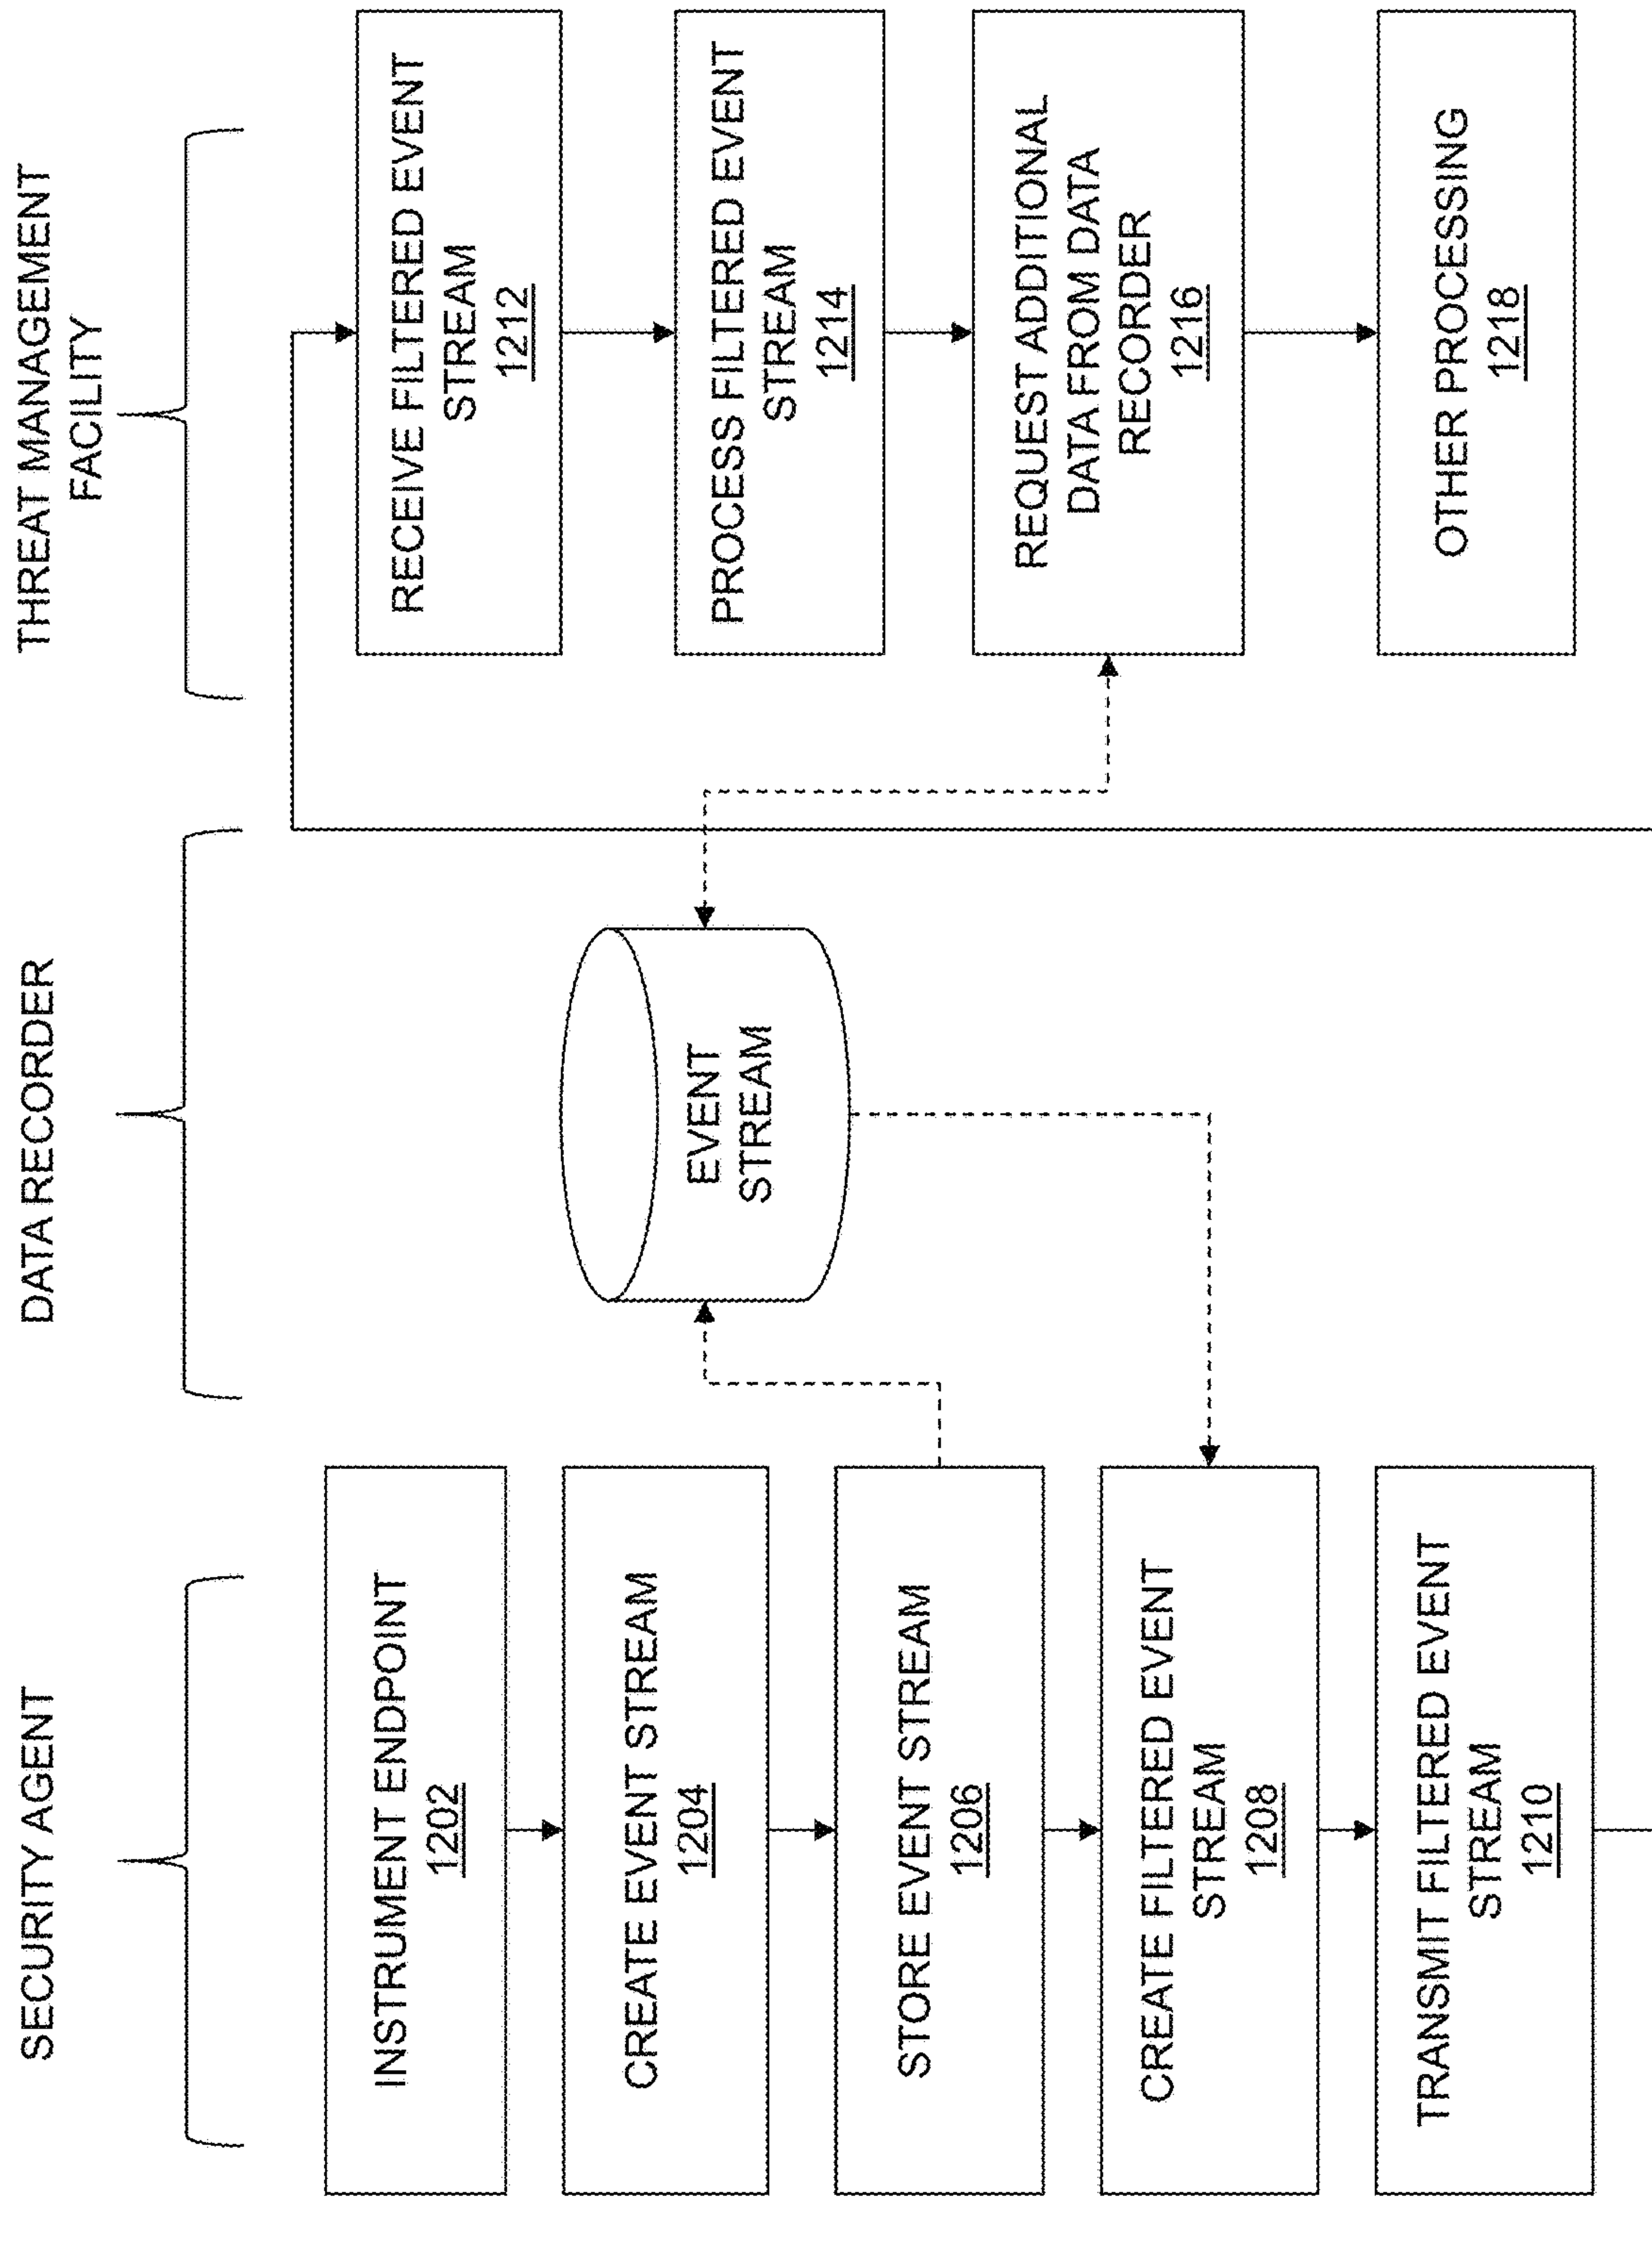 SECURITY AGENT
INSTRUMENT ENDPOINT
1202
CREATE EVENT STREAM
1204
STORE EVENT STREAM
1206
CREATE FILTERED EVENT
STREAM
1208
TRANSMIT FILTERED EVENT
STREAM
1210
DATA RECORDER
EVENT
STREAM
THREAT MANAGEMENT
FACILITY
RECEIVE FILTERED EVENT
STREAM
1212
PROCESS FILTERED EVENT
STREAM
1214
REQUEST ADDITIONAL
DATA FROM DATA
RECORDER
1216
OTHER PROCESSING
1218